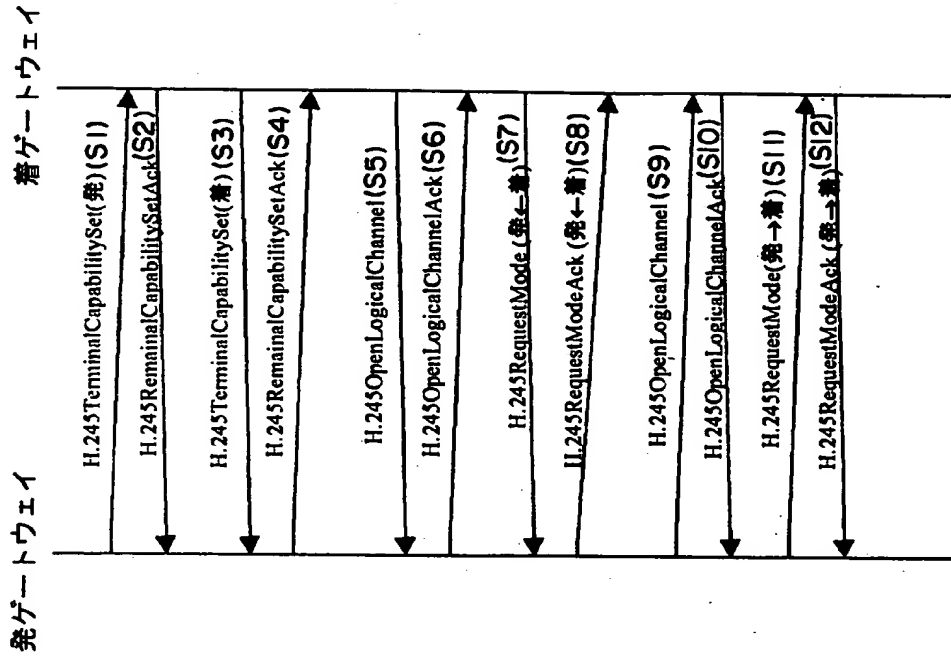 発ゲートウェイ
着ゲートウェイ
H.245TerminalCapabilitySet(発)(S1)
H.245RemainalCapabilitySetAck(S2)
H.245TerminalCapabilitySet(着)(S3)
H.245RemainalCapabilitySetAck(S4)
H.245OpenLogicalChannel(S5)
H.245OpenLogicalChannelAck(S6)
H.245RequestMode(発←着)(S7)
H.245RequestModeAck(発←着)(S8)
H.245OpenLogicalChannel(S9)
H.245OpenLogicalChannelAck(S10)
H.245RequestMode(発→着)(S11)
H.245RequestModeAck(発→着)(S12)